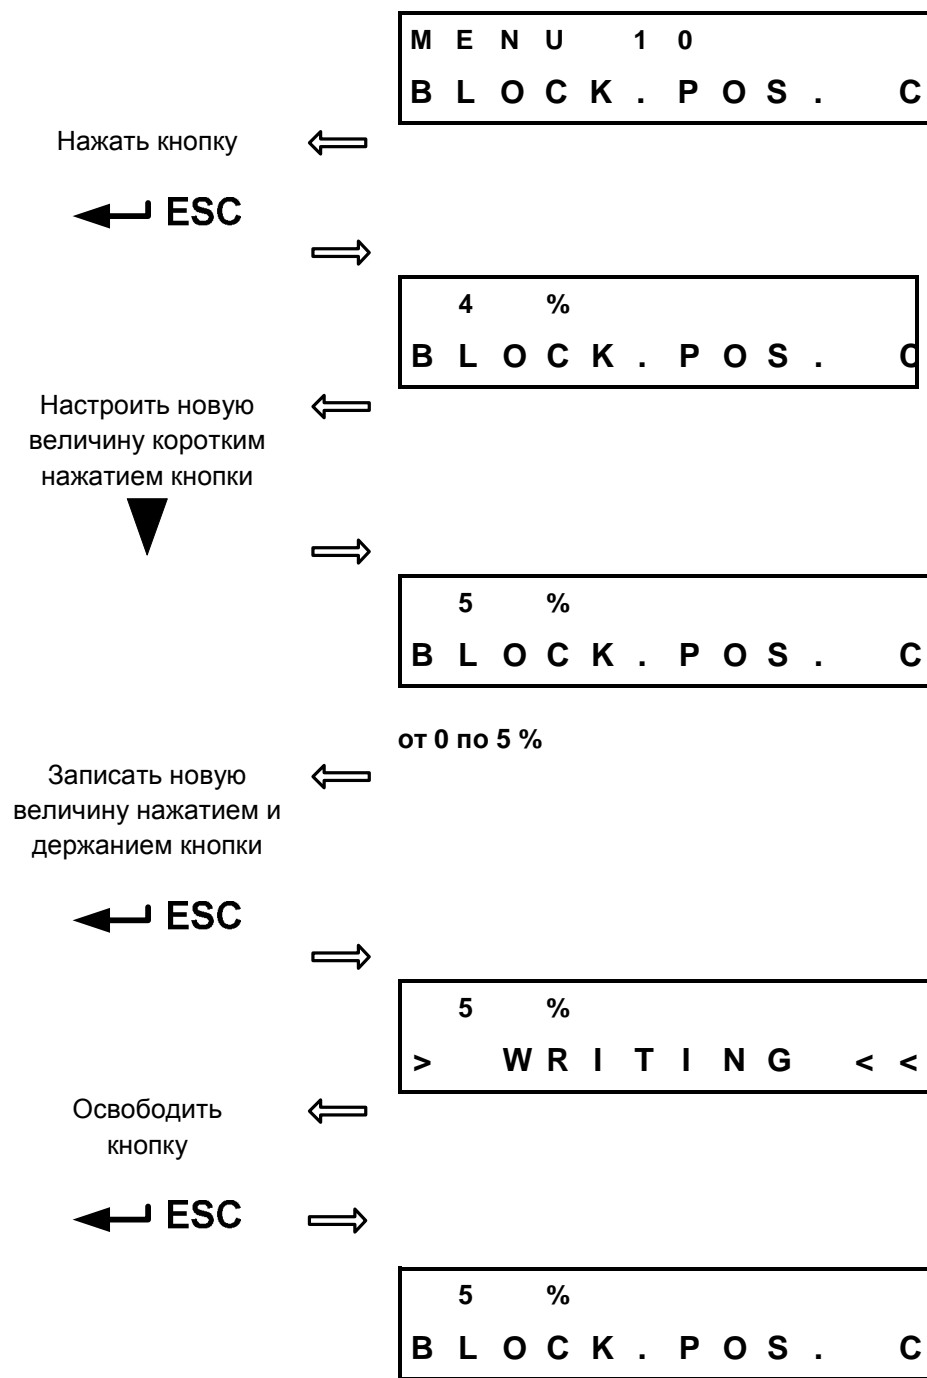 MENU 10
BLOCK.POS. C
Нажать кнопку
ESC
4 %
BLOCK.POS. C
Настроить новую
величину коротким
нажатием кнопки
5 %
BLOCK.POS. C
от 0 по 5 %
Записать новую
величину нажатием и
держанием кнопки
ESC
5 %
> WRITING <<
Освободить
кнопку
ESC
5 %
BLOCK.POS. C